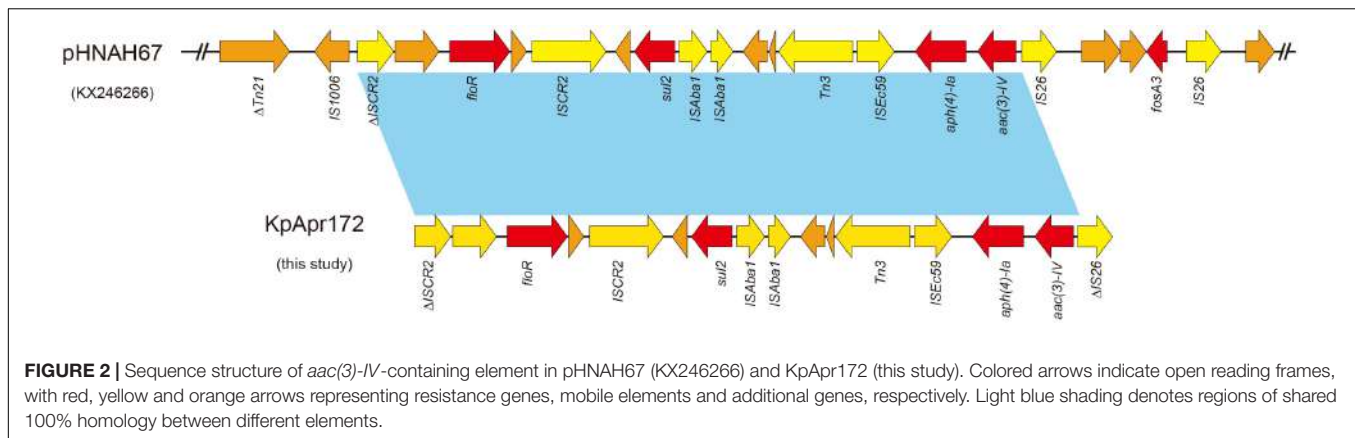 pHNAH67
(KX246266)
ΔTn21
IS1006
ΔISCR2
floR
ISCR2
sul2
ISAba1
ISAba1
Tn3
ISEc59
aph(4)-Ia
aac(3)-IV
IS26
fosA3
IS26
KpApr172
(this study)
ΔISCR2
floR
ISCR2
sul2
ISAba1
ISAba1
Tn3
ISEc59
aph(4)-Ia
aac(3)-IV
ΔIS26
FIGURE 2 | Sequence structure of aac(3)-IV-containing element in pHNAH67 (KX246266) and KpApr172 (this study). Colored arrows indicate open reading frames,
with red, yellow and orange arrows representing resistance genes, mobile elements and additional genes, respectively. Light blue shading denotes regions of shared
100% homology between different elements.